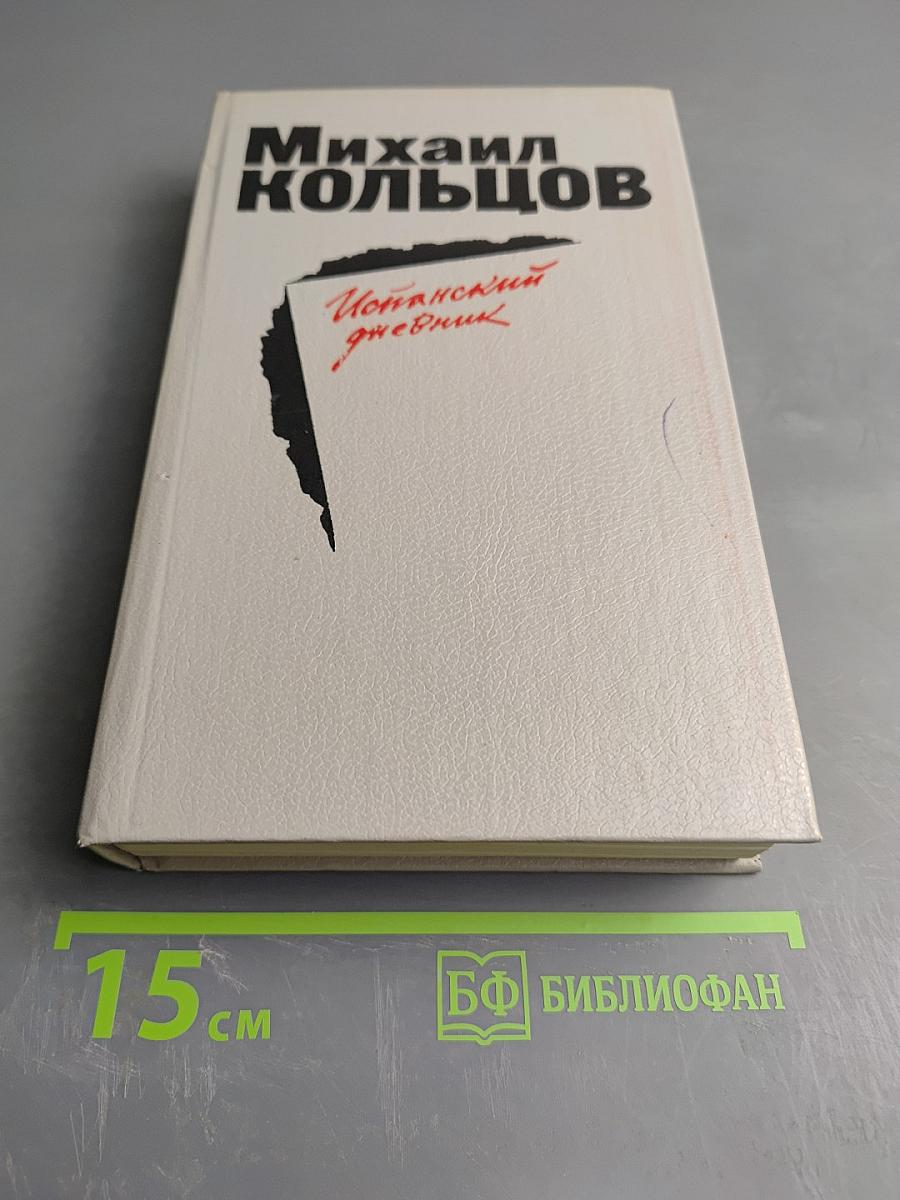 Михаил
КОЛЬЦОВ
Испанский
дневник
15 см
БФ БИБЛИОФАН